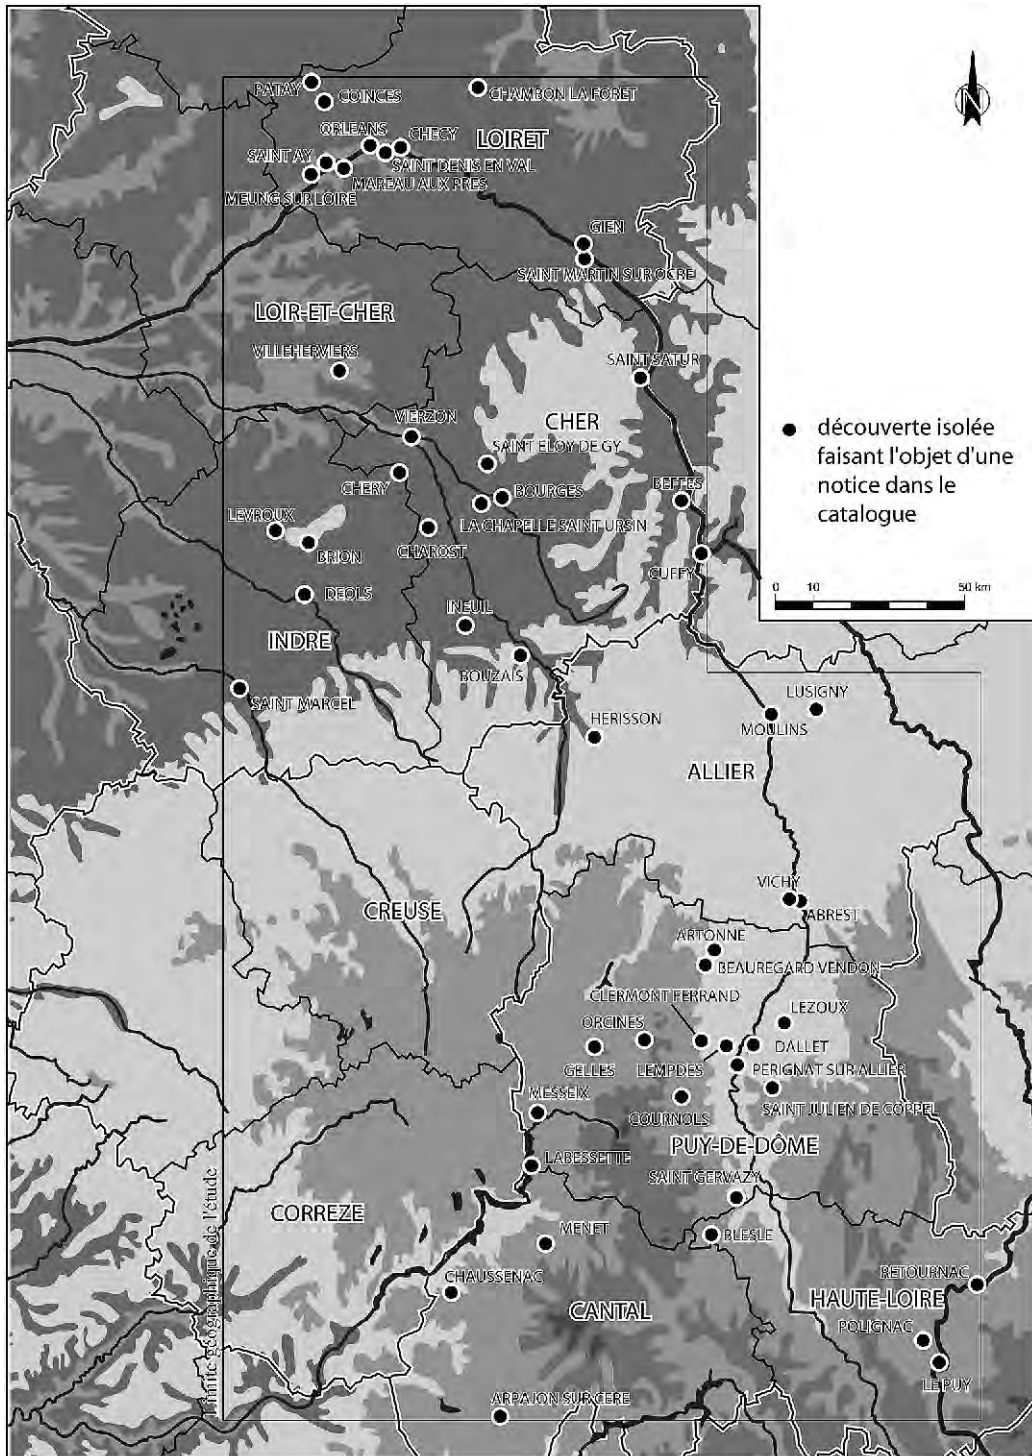 PATAY
COINCES
CHAMBON LA FORET
N
ORLEANS
CHECY
LOIRET
SAINT AY
SAINT DENIS EN VAL
MAREAU AUX PRES
MEUNG SUR LOIRE
GIEN
SAINT MARTIN SUR OCRE
LOIR-ET-CHER
VILLEHERVIERS
SAINT SATUR
CHER
VIERZON
SAINT ELOY DE GY
CHERY
BOURGES
BEFFES
LA CHAPELLE SAINT URSIN
LEVROUX
CHAROST
BRION
CUFFY
DEOLS
INEUIL
INDRE
BOUZAIS
SAINT MARCEL
découverte isolée
faisant l'objet d'une
notice dans le
catalogue
0 10 50 km
LUSIGNY
HERISSON
MOULINS
ALLIER
VICHY
ABREST
CREUSE
ARTONNE
BEAUREGARD VENDON
CLERMONT FERRAND
LEZOUX
ORCINES
DALLET
GELLES
LEMPDES
PERIGNAT SUR ALLIER
MESSEIX
COURNOLS
SAINT JULIEN DE COPPEL
PUY-DE-DÔME
LABESSETTE
SAINT GERVAZY
CORREZE
MENET
BLESLE
CHAUSSENAC
RETOURNAC
HAUTE-LOIRE
CANTAL
POLIGNAC
LE PUY
ARPAJON SUR CERE
Limite géographique de l'étude